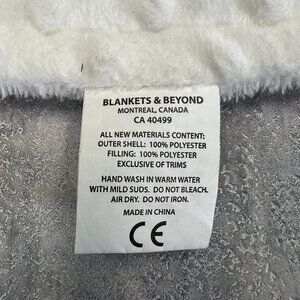 BLANKETS & BEYOND
MONTREAL, CANADA
CA 40499
ALL NEW MATERIALS CONTENT:
OUTER SHELL: 100% POLYESTER
FILLING: 100% POLYESTER
EXCLUSIVE OF TRIMS
HAND WASH IN WARM WATER
WITH MILD SUDS. DO NOT BLEACH.
AIR DRY. DO NOT IRON.
MADE IN CHINA
CE